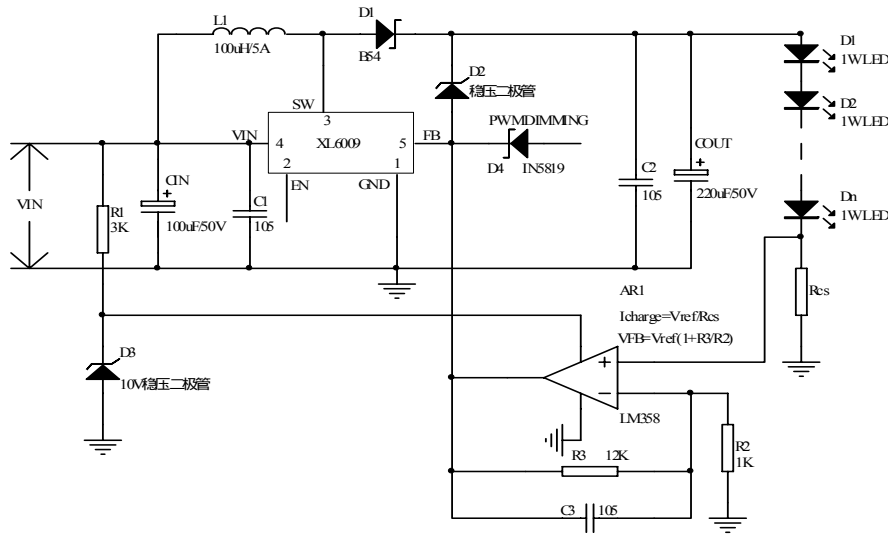 L1
100uH/5A
D1
B54
D2
稳压二极管
D1
1WLED
D2
1WLED
SW
3
VIN
4
XL6009
5
FB
2
1
EN
GND
PWMDIMMING
D4
IN5819
COUT
220uF/50V
C2
105
Dn
1WLED
VIN
R1
3K
CIN
+
100uF/50V
C1
105
+
Rcs
AR1
Icharge=Vref/Rcs
VFB=Vref(1+R3/R2)
+
−
LM358
D3
10V稳压二极管
R2
1K
R3
12K
C3
105